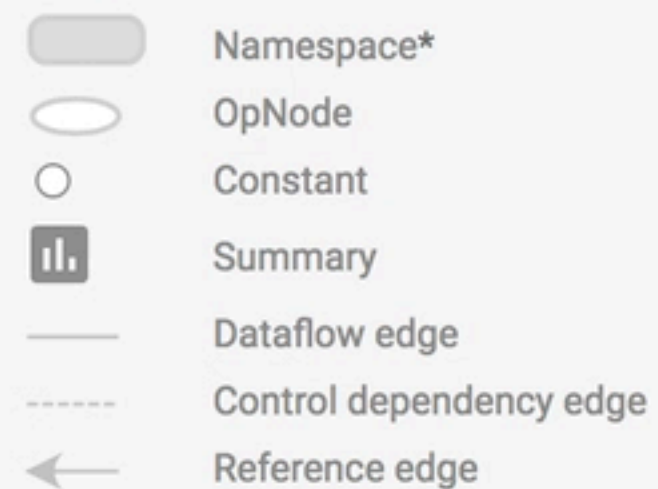 Namespace*
OpNode
Constant
Summary
Dataflow edge
Control dependency edge
Reference edge